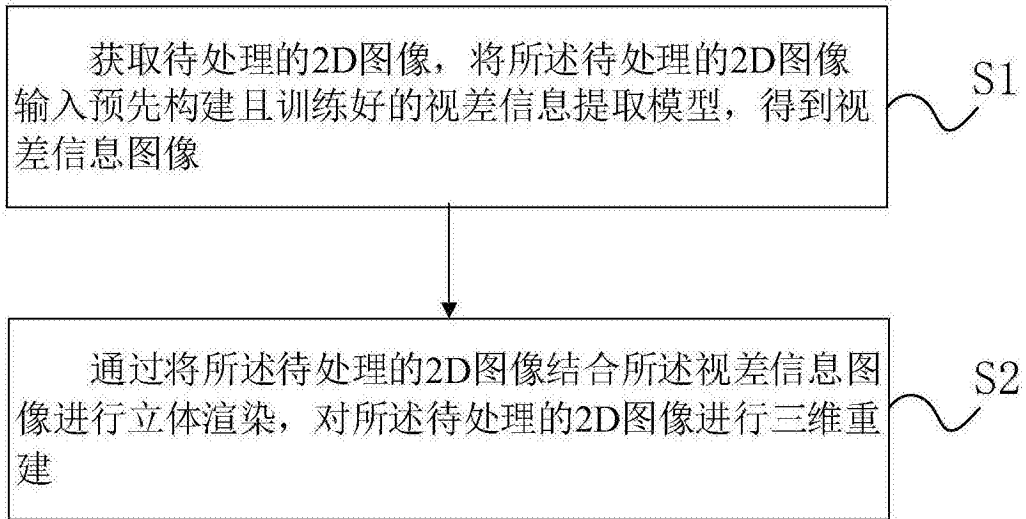 获取待处理的2D图像，将所述待处理的2D图像
输入预先构建且训练好的视差信息提取模型，得到视
差信息图像
S1
通过将所述待处理的2D图像结合所述视差信息图
像进行立体渲染，对所述待处理的2D图像进行三维重
建
S2